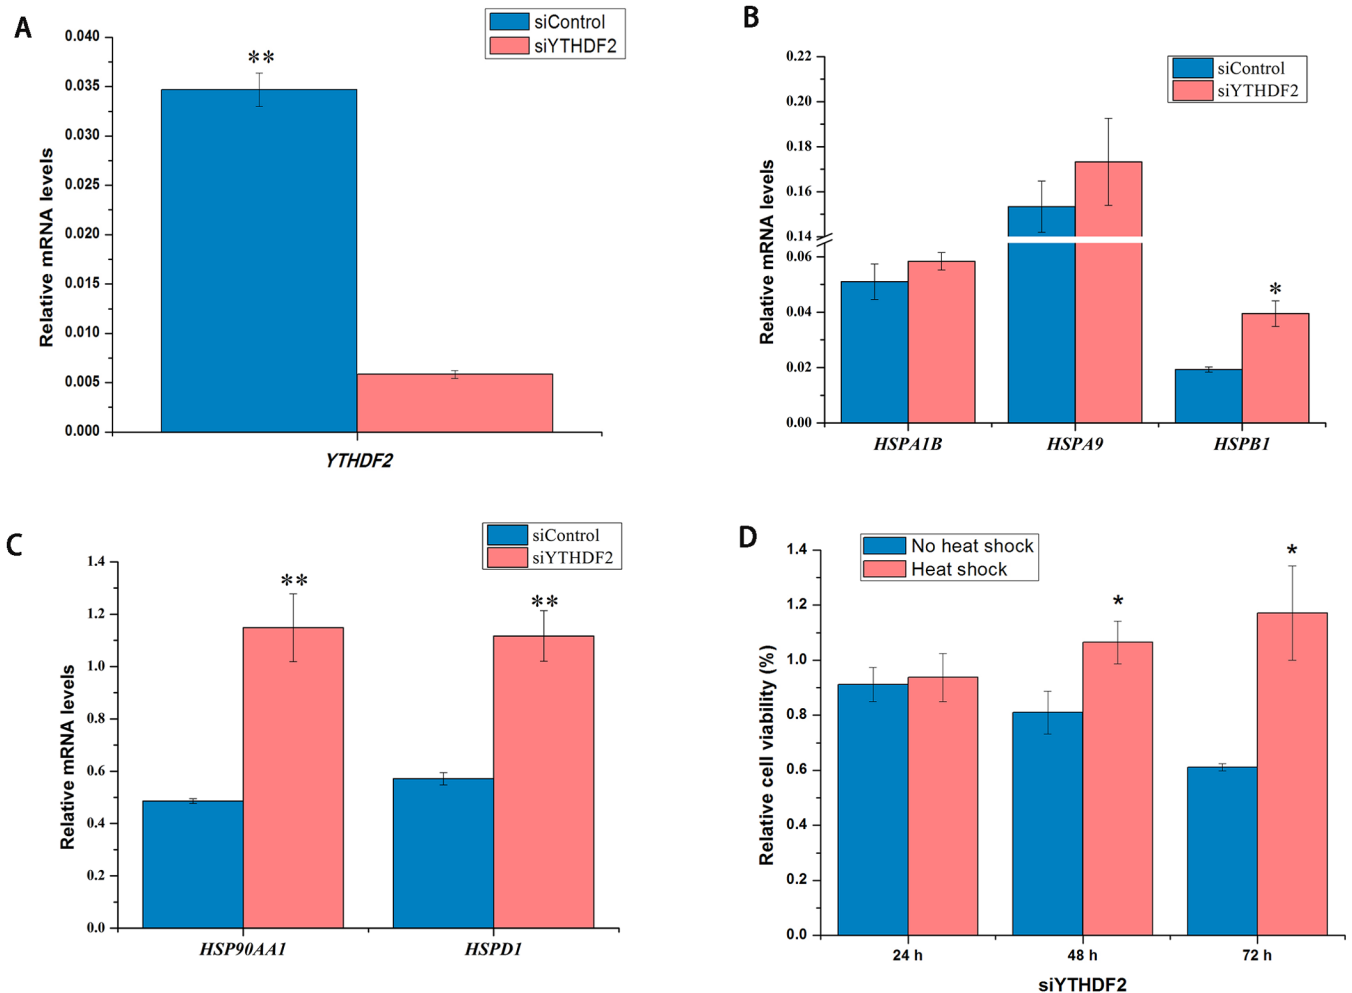 A
siControl
siYTHDF2
**
0.040
0.035
0.030
0.025
0.020
0.015
0.010
0.005
0.000
Relative mRNA levels
YTHDF2
B
siControl
siYTHDF2
0.22
0.20
0.18
0.16
0.14
0.06
0.04
0.02
0.00
Relative mRNA levels
*
HSPA1B HSPA9 HSPB1
C
siControl
siYTHDF2
1.4
1.2
1.0
0.8
0.6
0.4
0.2
0.0
Relative mRNA levels
** **
HSP90AA1 HSPD1
D
No heat shock
Heat shock
1.4
1.2
1.0
0.8
0.6
0.4
0.2
0.0
Relative cell viability (%)
* *
24 h 48 h 72 h
siYTHDF2